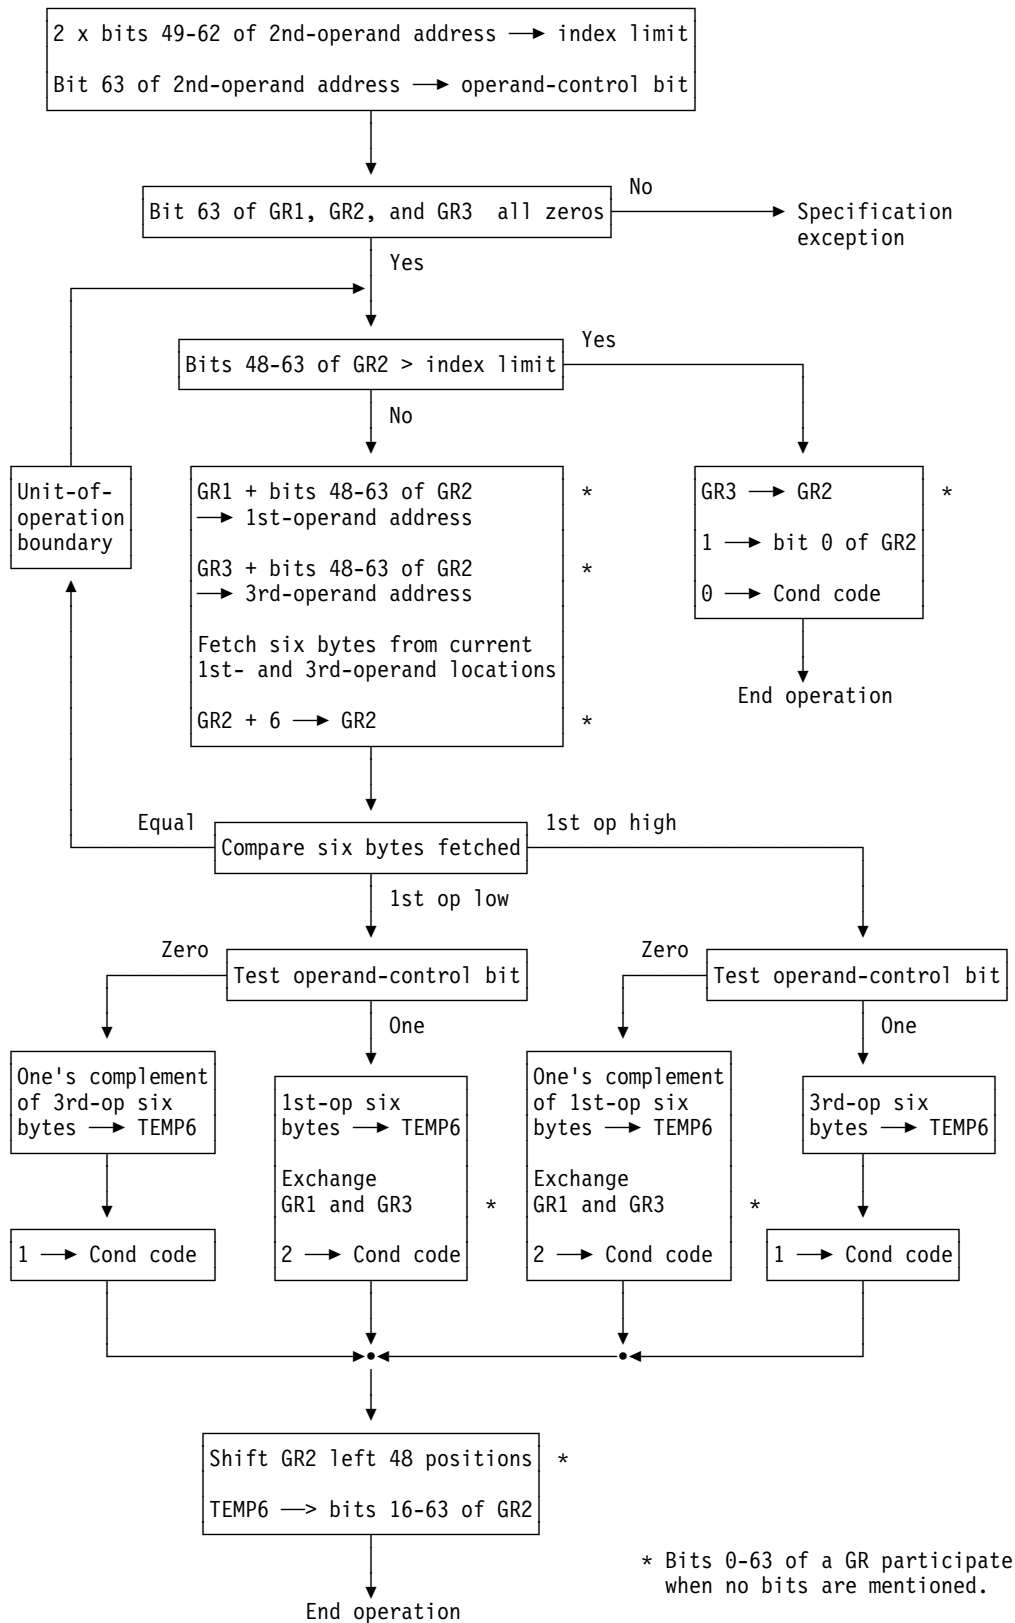 2 x bits 49-62 of 2nd-operand address → index limit
Bit 63 of 2nd-operand address → operand-control bit
Bit 63 of GR1, GR2, and GR3 all zeros
No
Specification
exception
Yes
Bits 48-63 of GR2 > index limit
Yes
No
Unit-of-
operation
boundary
GR1 + bits 48-63 of GR2 *
→ 1st-operand address
GR3 + bits 48-63 of GR2 *
→ 3rd-operand address
Fetch six bytes from current
1st- and 3rd-operand locations
GR2 + 6 → GR2 *
GR3 → GR2 *
1 → bit 0 of GR2
0 → Cond code
End operation
Equal
Compare six bytes fetched
1st op high
1st op low
Zero
Test operand-control bit
One
Zero
Test operand-control bit
One
One's complement
of 3rd-op six
bytes → TEMP6
1 → Cond code
1st-op six
bytes → TEMP6
Exchange
GR1 and GR3 *
2 → Cond code
One's complement
of 1st-op six
bytes → TEMP6
Exchange
GR1 and GR3 *
2 → Cond code
3rd-op six
bytes → TEMP6
1 → Cond code
Shift GR2 left 48 positions *
TEMP6 —> bits 16-63 of GR2
End operation
* Bits 0-63 of a GR participate
when no bits are mentioned.